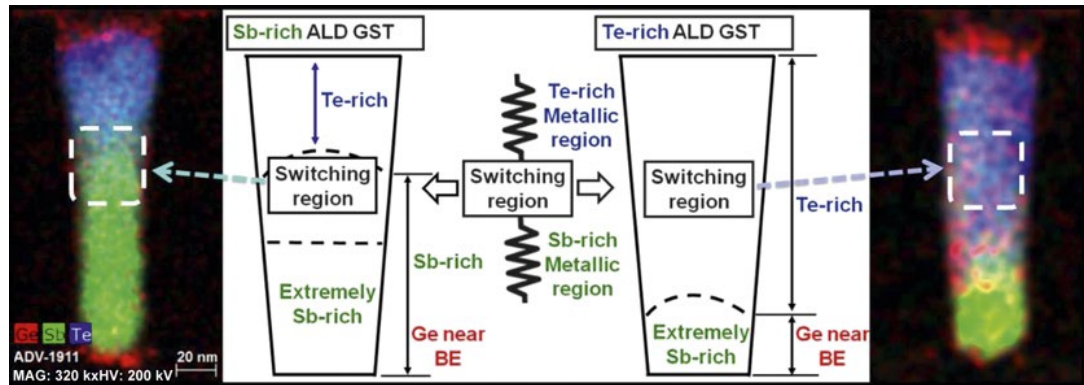 Ge Sb Te
ADV-1911
MAG: 320 kxHV: 200 kV
20 nm
Sb-rich ALD GST
Te-rich
Switching
region
Extremely
Sb-rich
Sb-rich
Ge near
BE
Te-rich
Metallic
region
Switching
region
Sb-rich
Metallic
region
Te-rich ALD GST
Switching
region
Te-rich
Extremely
Sb-rich
Ge near
BE